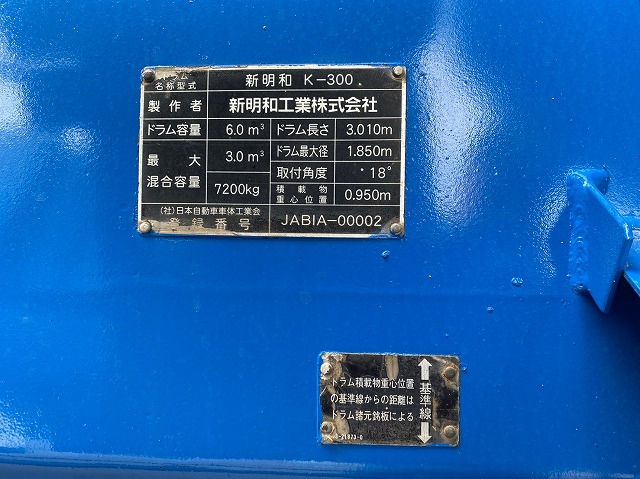 ドラム名称型式 新明和 K-300
製作者 新明和工業株式会社
ドラム容量 6.0m³ ドラム長さ 3.010m
最大混合容量 3.0m³ ドラム最大径 1.850m
7200kg 取付角度 18°
積載物重心位置 0.950m
(社)日本自動車車体工業会
登録番号 JABIA-00002
ドラム積載物重心位置
の基準線からの距離は
ドラム諸元銘板による
基準線